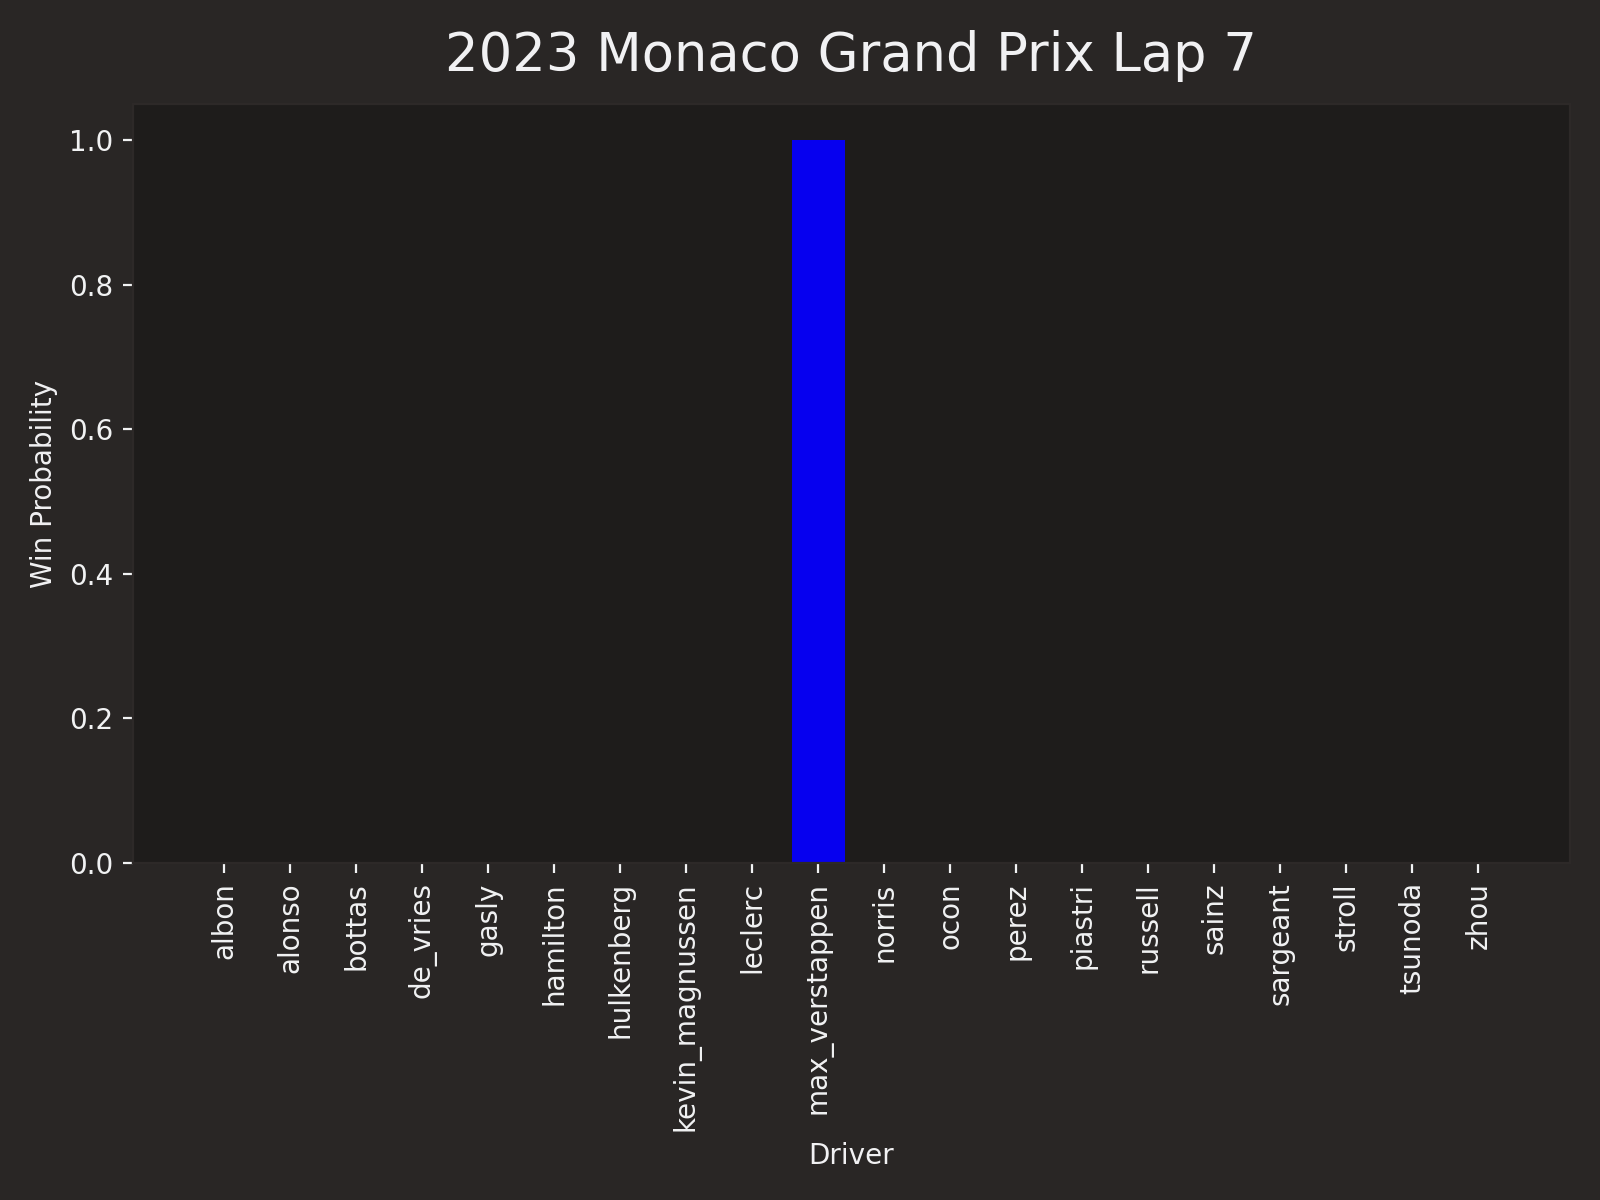 2023 Monaco Grand Prix Lap 7
Win Probability
1.0
0.8
0.6
0.4
0.2
0.0
albon
alonso
bottas
de_vries
gasly
hamilton
hulkenberg
kevin_magnussen
leclerc
max_verstappen
norris
ocon
perez
piastri
russell
sainz
sargeant
stroll
tsunoda
zhou
Driver